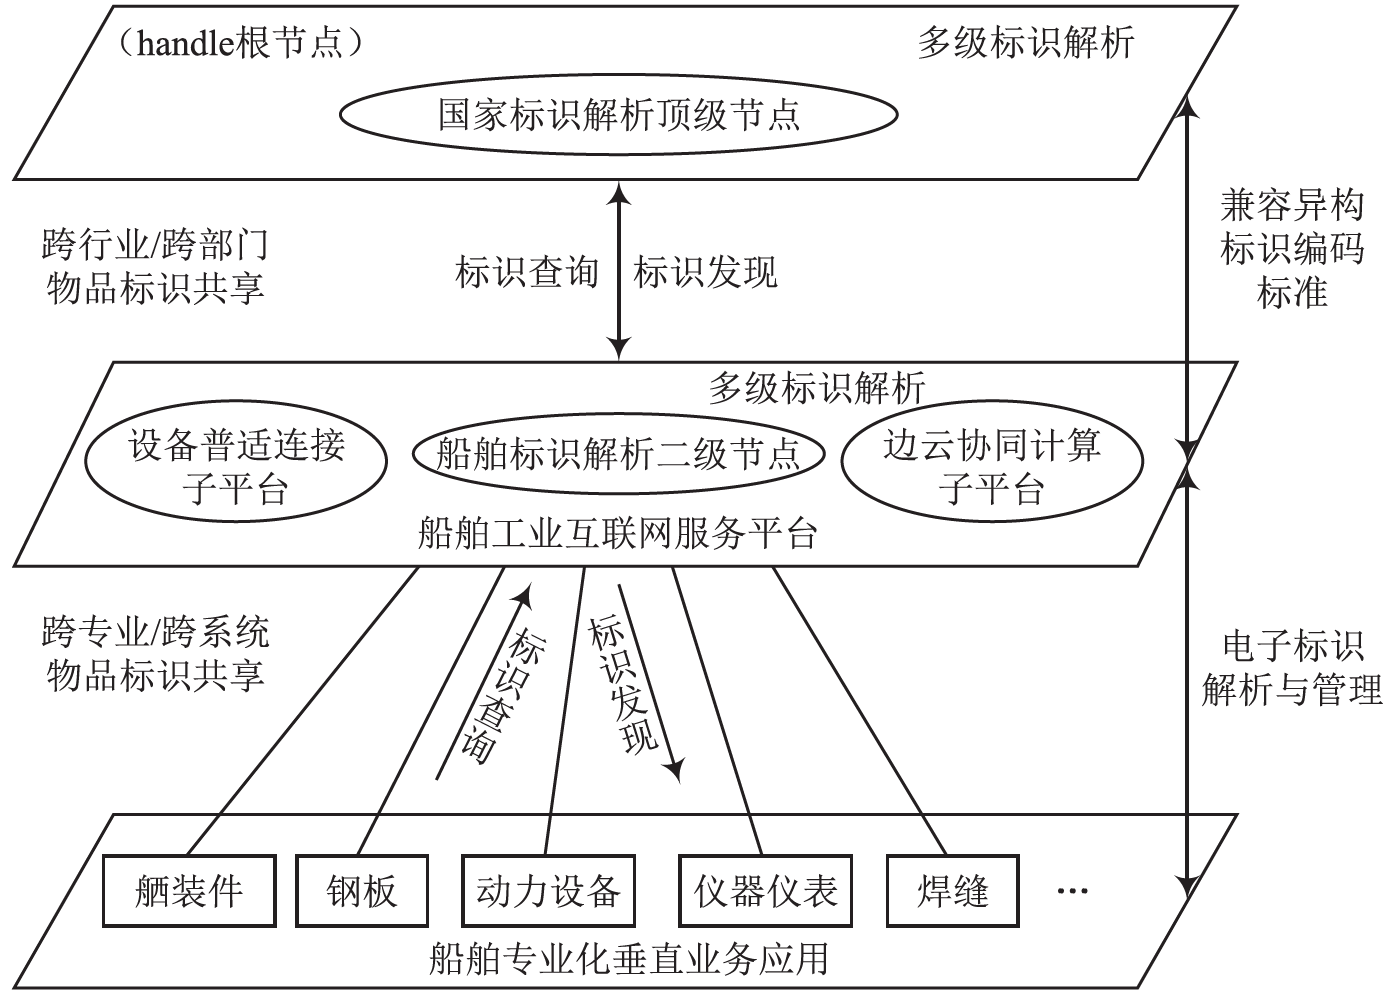 （handle根节点）
多级标识解析
国家标识解析顶级节点
跨行业/跨部门
物品标识共享
标识查询
标识发现
兼容异构
标识编码
标准
多级标识解析
设备普适连接
子平台
船舶标识解析二级节点
边云协同计算
子平台
船舶工业互联网服务平台
跨专业/跨系统
物品标识共享
标识查询
标识发现
电子标识
解析与管理
舾装件
钢板
动力设备
仪器仪表
焊缝
…
船舶专业化垂直业务应用